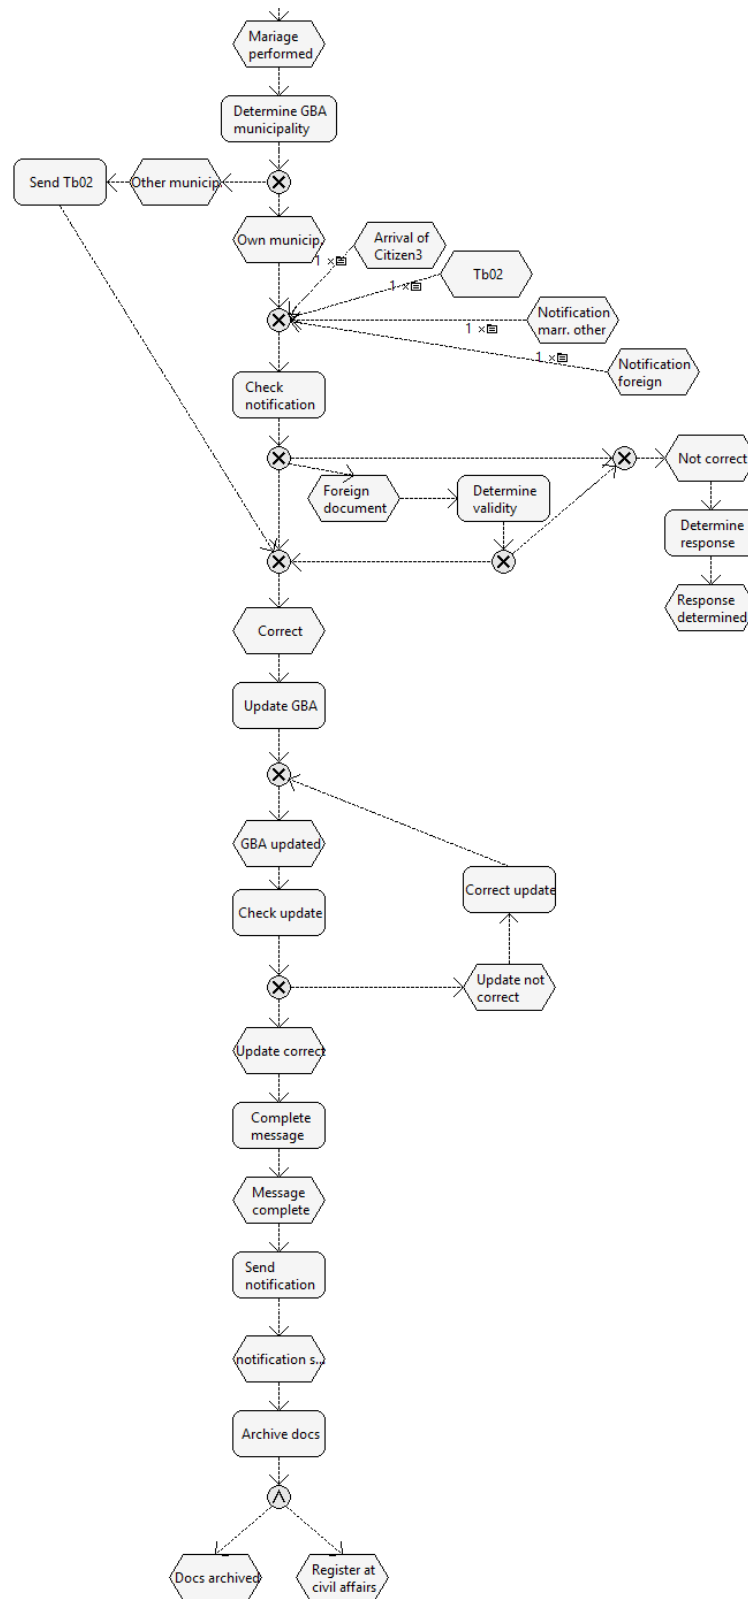 Mariage
performed
Determine GBA
municipality
Send Tb02
Other municip.
Own municip.
Arrival of
Citizen3
1 ×
Tb02
1 ×
Notification
marr. other
1 ×
Notification
foreign
1 ×
Check
notification
Foreign
document
Determine
validity
Not correct
Determine
response
Response
determined
Correct
Update GBA
GBA updated
Correct update
Check update
Update not
correct
Update correct
Complete
message
Message
complete
Send
notification
notification s...
Archive docs
Docs archived
Register at
civil affairs